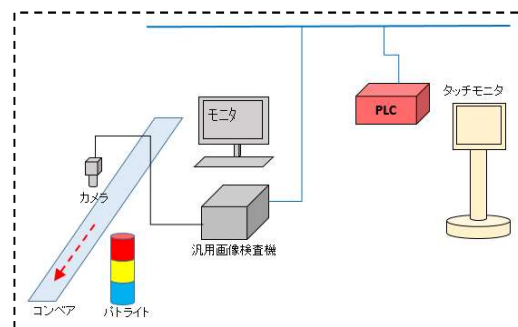 モニタ
PLC
タッチモニタ
カメラ
汎用画像検査機
コンベア
パトライト